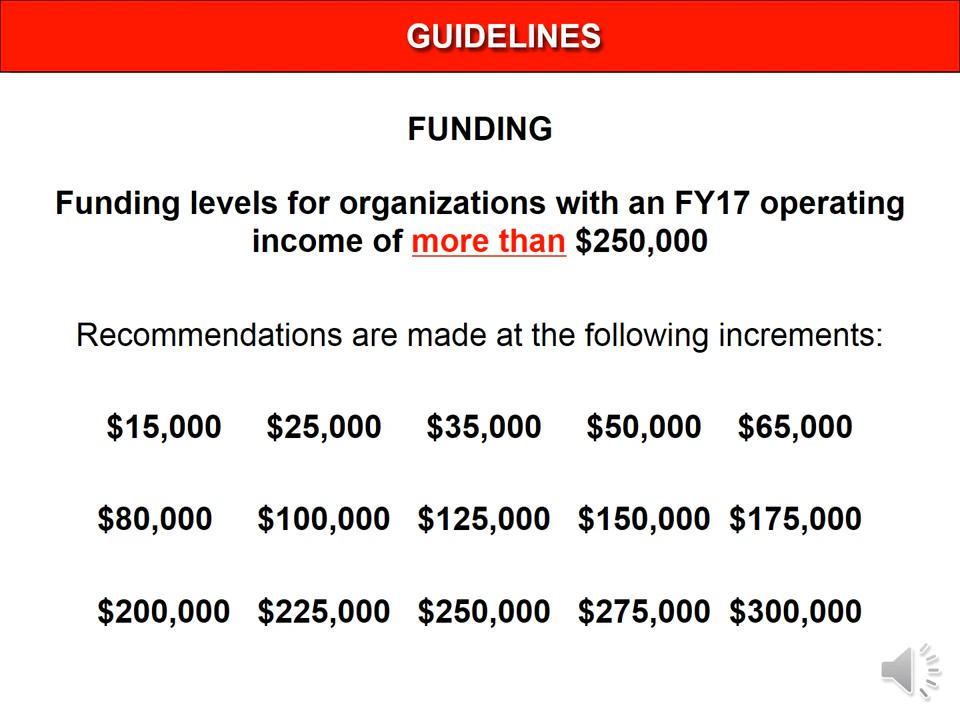 GUIDELINES
FUNDING
Funding levels for organizations with an FY17 operating
income of more than $250,000
Recommendations are made at the following increments:
$15,000 $25,000 $35,000 $50,000 $65,000
$80,000 $100,000 $125,000 $150,000 $175,000
$200,000 $225,000 $250,000 $275,000 $300,000